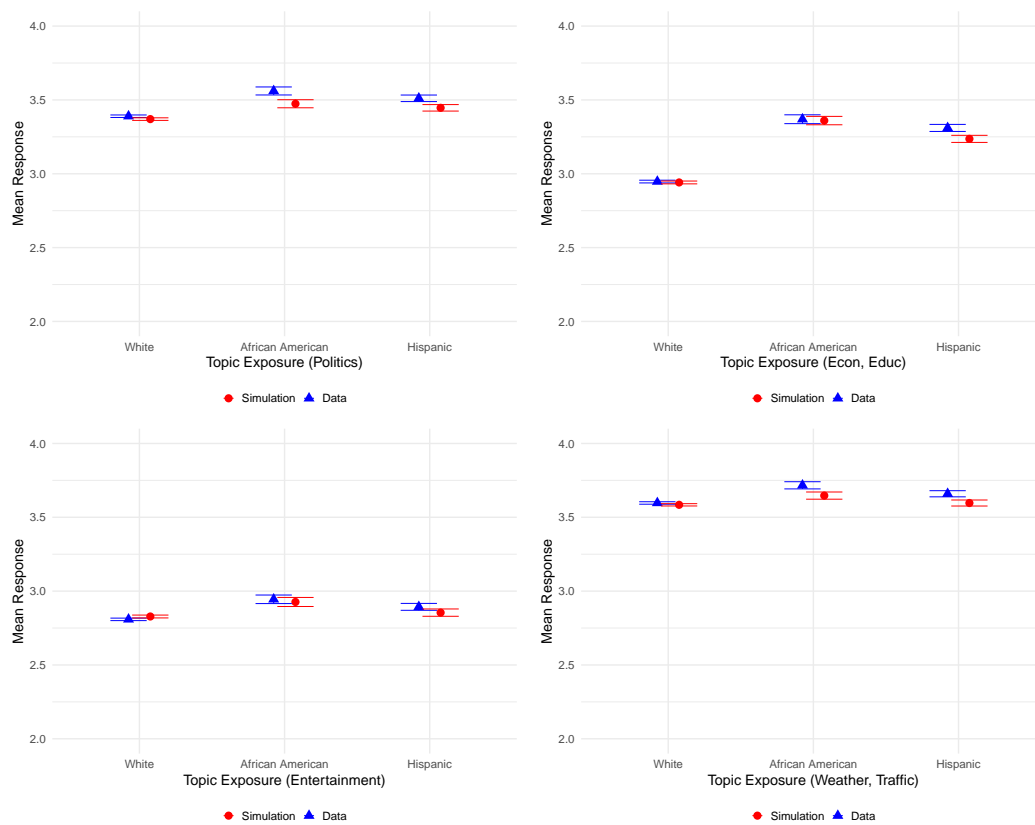 4.0
3.5
3.0
2.5
2.0
Mean Response
White African American Hispanic
Topic Exposure (Politics)
Simulation Data
4.0
3.5
3.0
2.5
2.0
Mean Response
White African American Hispanic
Topic Exposure (Econ, Educ)
Simulation Data
4.0
3.5
3.0
2.5
2.0
Mean Response
White African American Hispanic
Topic Exposure (Entertainment)
Simulation Data
4.0
3.5
3.0
2.5
2.0
Mean Response
White African American Hispanic
Topic Exposure (Weather, Traffic)
Simulation Data